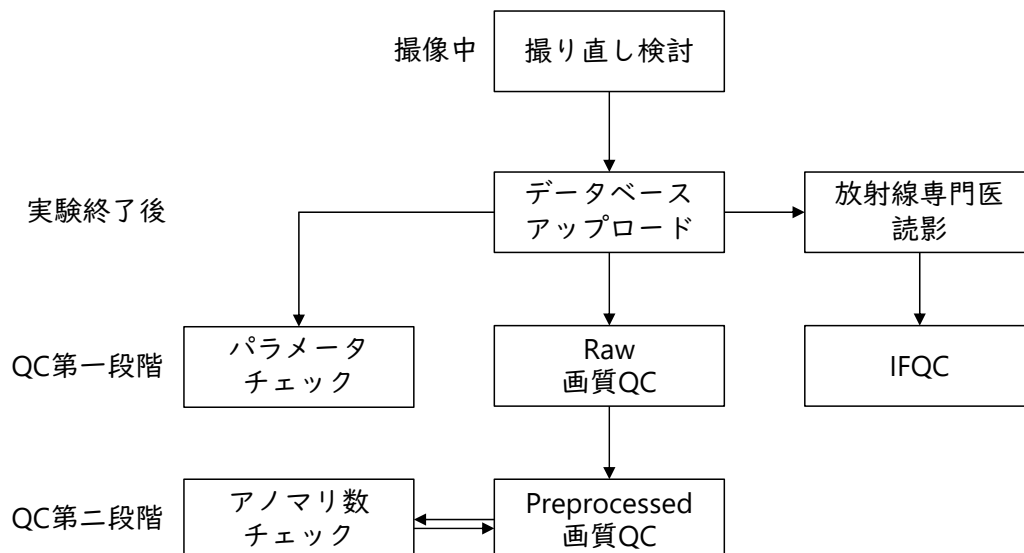 撮像中
撮り直し検討
実験終了後
データベース
アップロード
放射線専門医
読影
QC第一段階
パラメータ
チェック
Raw
画質QC
IFQC
QC第二段階
アノマリ数
チェック
Preprocessed
画質QC